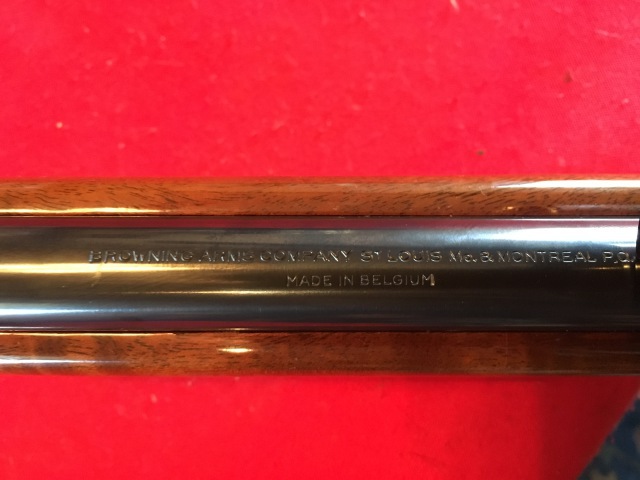 BROWNING ARMS COMPANY ST LOUIS Mo. & MONTREAL P.Q.
MADE IN BELGIUM